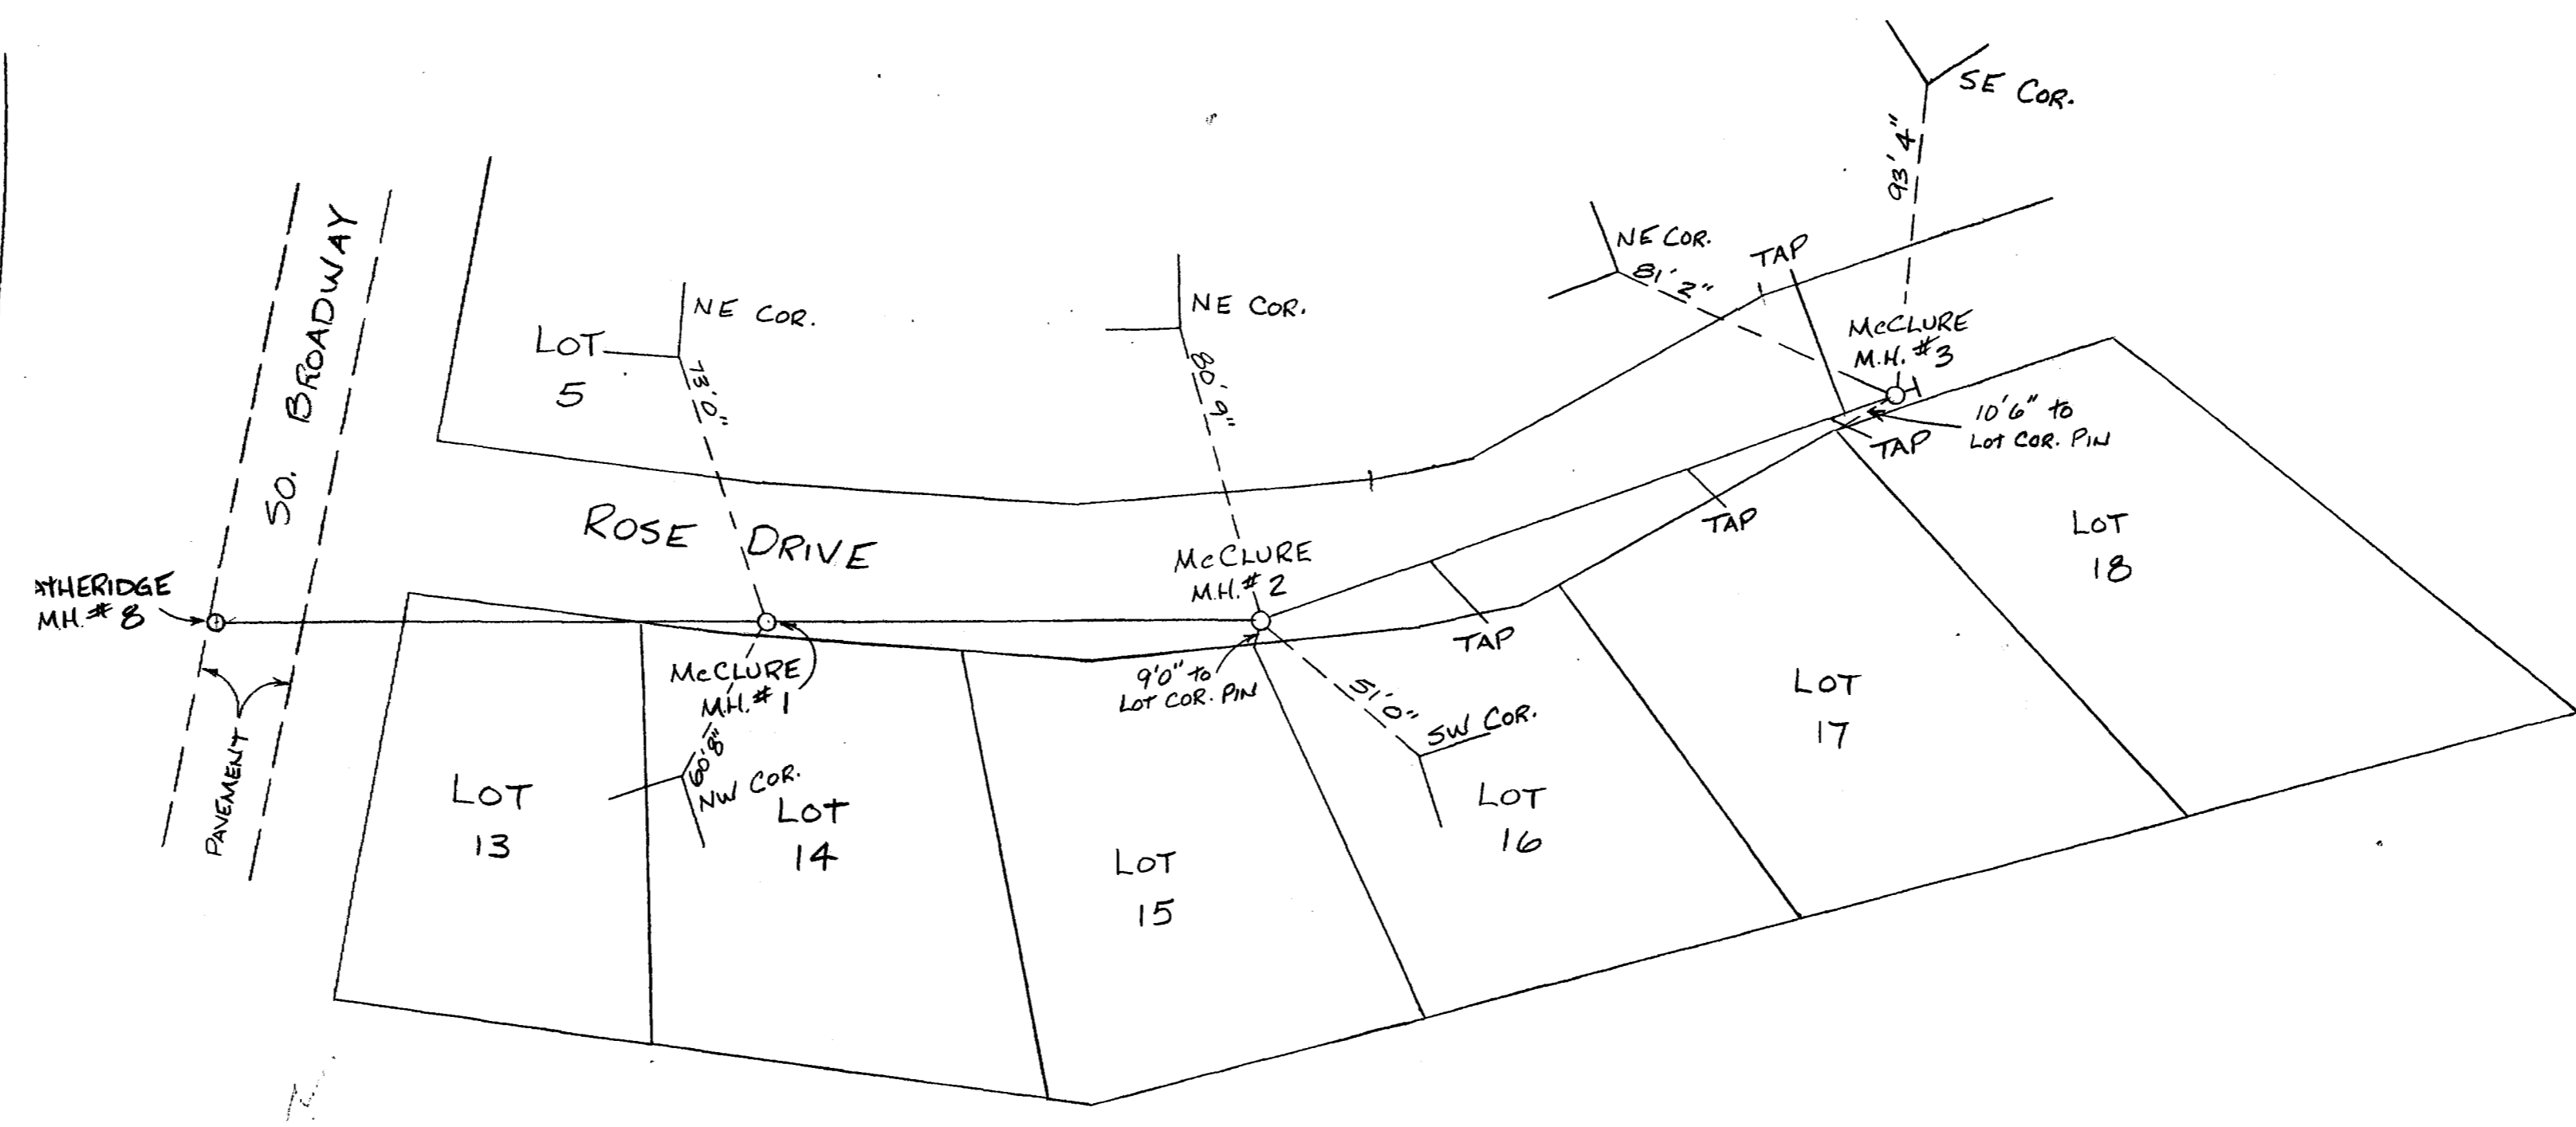 SE COR.
93' 4"
SO. BROADWAY
NE COR.
81' 2"
TAP
NE COR.
LOT
5
73' 0"
NE COR.
80' 9"
McCLURE
M.H. #3
10'6" to
LOT COR. PIN
TAP
ROSE DRIVE
TAP
LOT
18
McCLURE
M.H. #2
ATHERIDGE
M.H. #8
TAP
McCLURE
M.H. #1
9'0" to
LOT COR. PIN
51'0"
SW COR.
LOT
17
PAVEMENT
60'8"
NW COR.
LOT
13
LOT
14
LOT
15
LOT
16